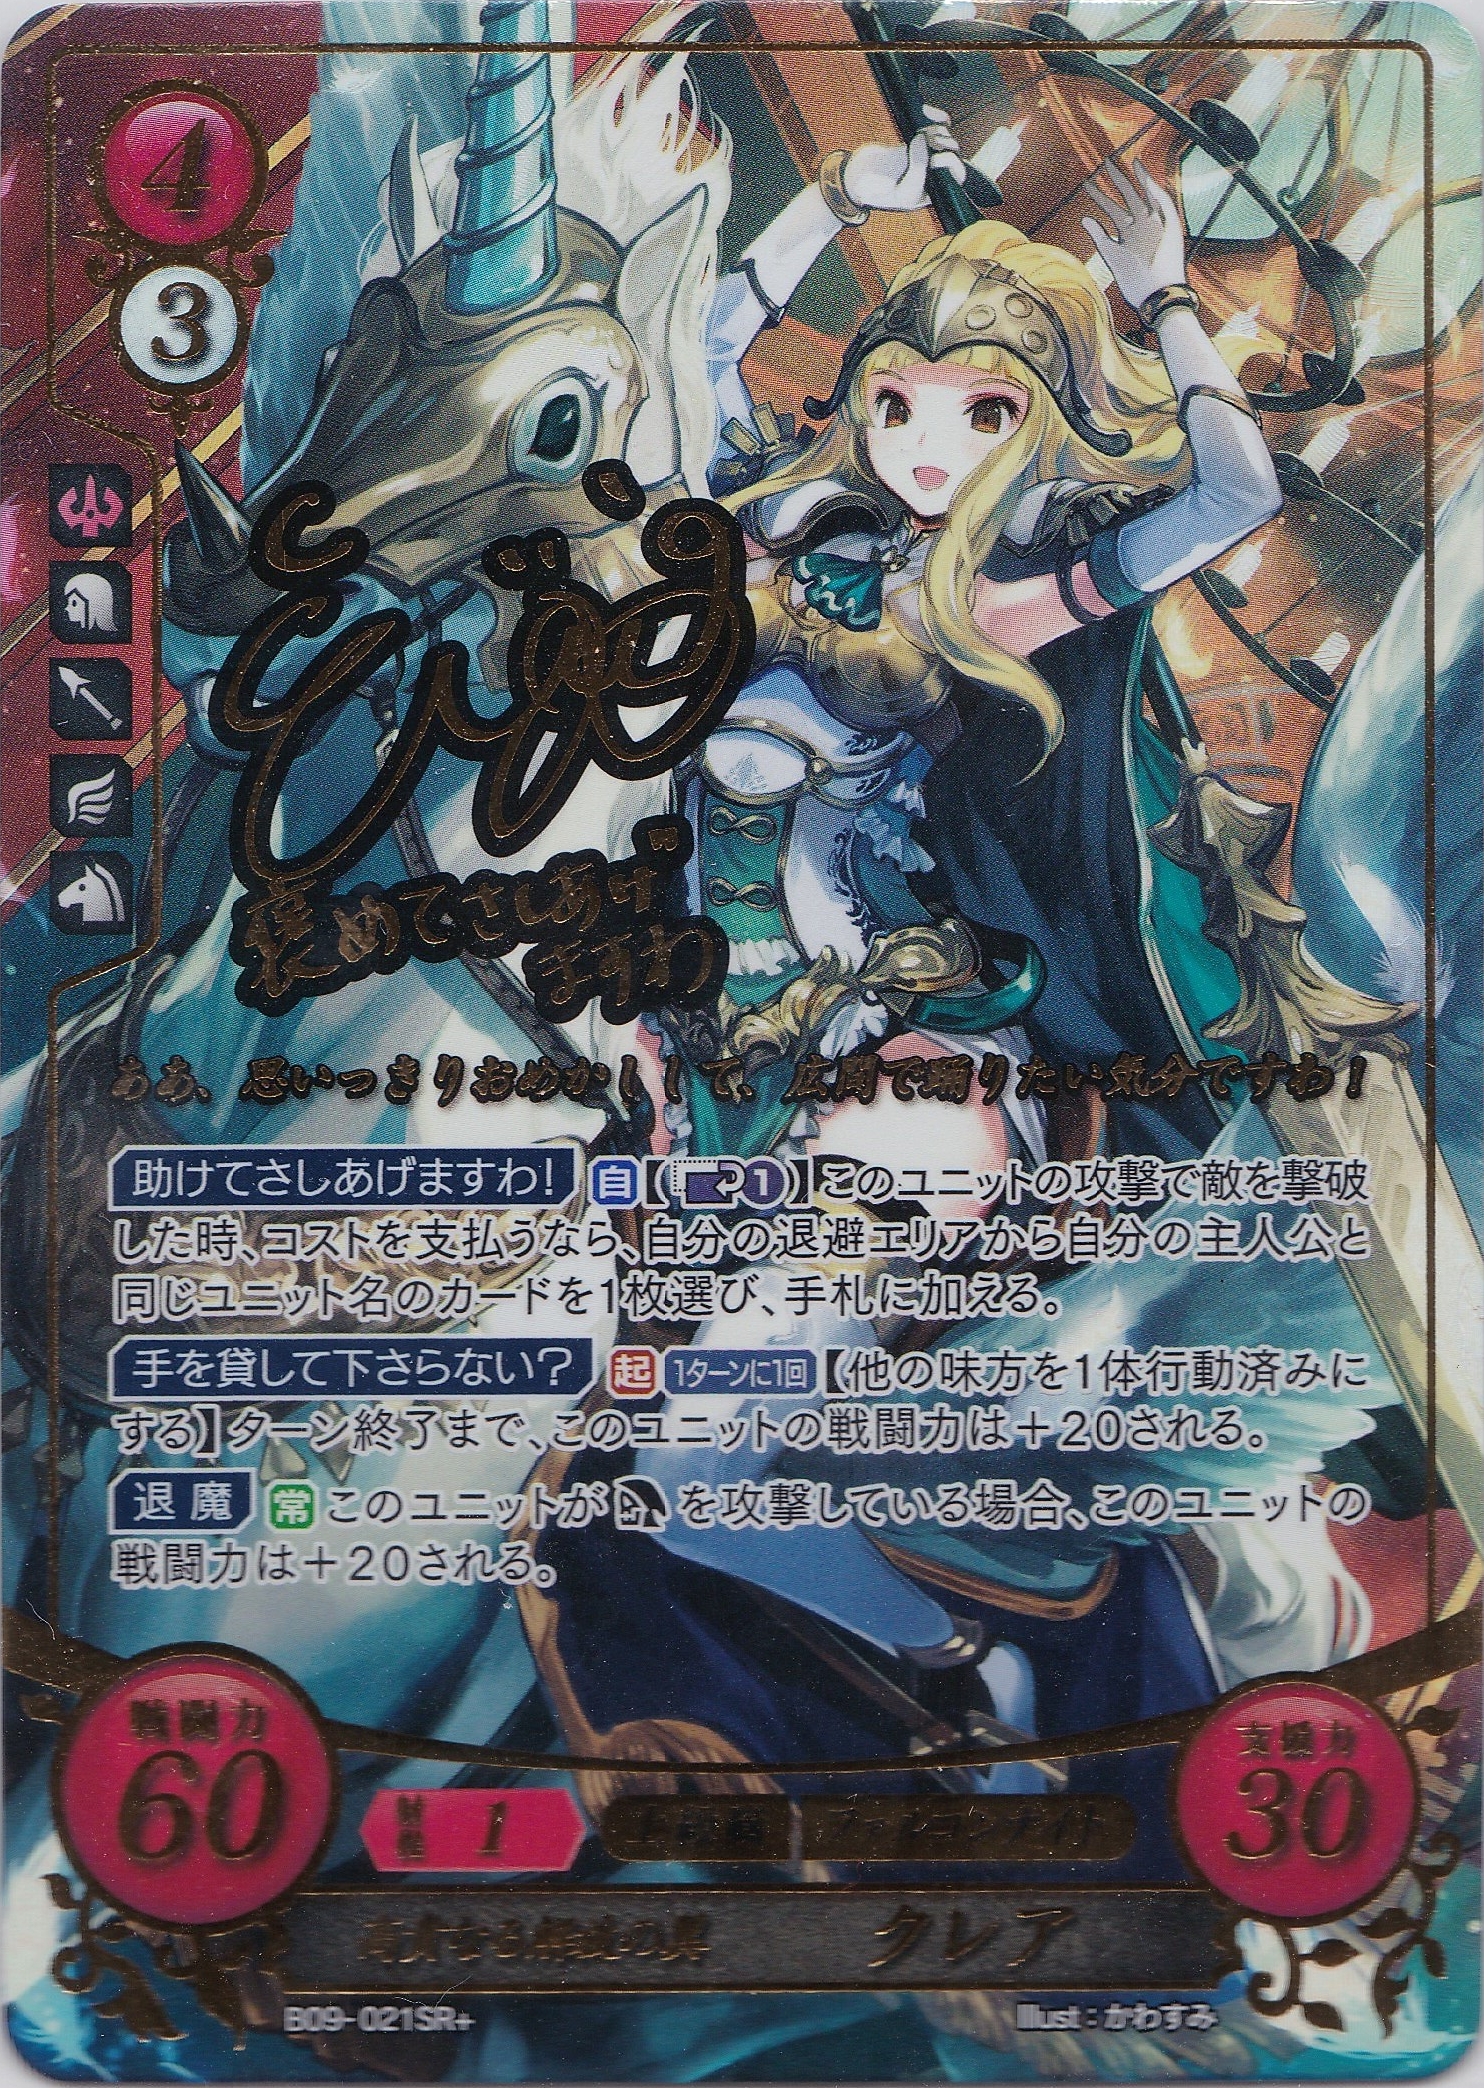 4
3
褒めてさしあげ
ますわ
ああ、思いっきりおめかしして、広間で踊りたい気分ですわ！
助けてさしあげますわ！ 自【 1】このユニットの攻撃で敵を撃破
した時、コストを支払うなら、自分の退避エリアから自分の主人公と
同じユニット名のカードを1枚選び、手札に加える。
手を貸して下さらない？ 起 1ターンに1回【他の味方を1体行動済みに
する】ターン終了まで、このユニットの戦闘力は＋20される。
退魔 常 このユニットが を攻撃している場合、このユニットの
戦闘力は＋20される。
戦闘力
60
射程 1
上級職 ファルコンナイト
支援力
30
クレア
B09-021SR+
Illust：かわすみ